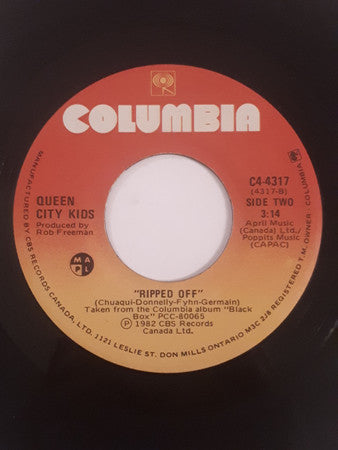 COLUMBIA
QUEEN
CITY KIDS
Produced by
Rob Freeman
C4-4317
(4317-B)
SIDE TWO
3:14
April Music
(Canada) Ltd./
Poppits Music
(CAPAC)
M A
P L
"RIPPED OFF"
(Chuaqui-Donnelly-Fyhn-Germain)
Taken from the Columbia album "Black
Box" PCC-80065
℗ 1982 CBS Records
Canada Ltd.
MANUFACTURED BY CBS RECORDS CANADA, LTD. 1121 LESLIE ST. DON MILLS ONTARIO M3C 2J8 REGISTERED T.M. OWNER · COLUMBIA